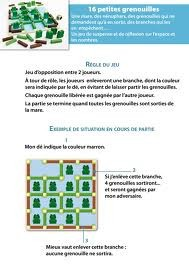 16 petites grenouilles
Une mare, des nénuphars, des grenouilles qui ne
demandent qu'à en sortir, des branches qui les
en empêchent...
Un jeu de suspense et de réflexion sur l'espace et
les nombres.
RÈGLE DU JEU
Jeu d'opposition entre 2 joueurs.
À tour de rôle, les joueurs enlèveront une branche, dont la couleur
sera indiquée par le dé, en évitant de laisser partir les grenouilles.
Chaque grenouille libérée est gagnée par l'autre joueur.
La partie se termine quand toutes les grenouilles sont sorties de
la mare.
EXEMPLE DE SITUATION EN COURS DE PARTIE
1
Mon dé indique la couleur marron.
2
Si j'enlève cette branche,
4 grenouilles sortiront...
et seront gagnées par
mon adversaire.
3
Mieux vaut enlever cette branche :
aucune grenouille ne sortira.